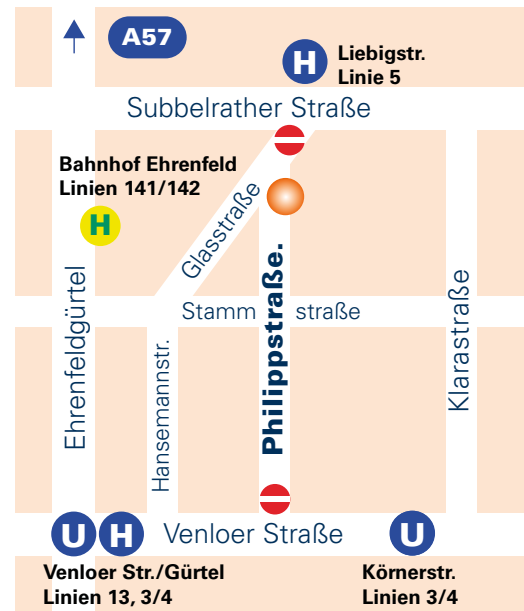 A57
H
Liebigstr.
Linie 5
Subbelrather Straße
Bahnhof Ehrenfeld
Linien 141/142
H
Glasstraße
Ehrenfeldgürtel
Stamm straße
Philippstraße.
Klarastraße
Hansemannstr.
U H
Venloer Straße
U
Venloer Str./Gürtel
Linien 13, 3/4
Körnerstr.
Linien 3/4